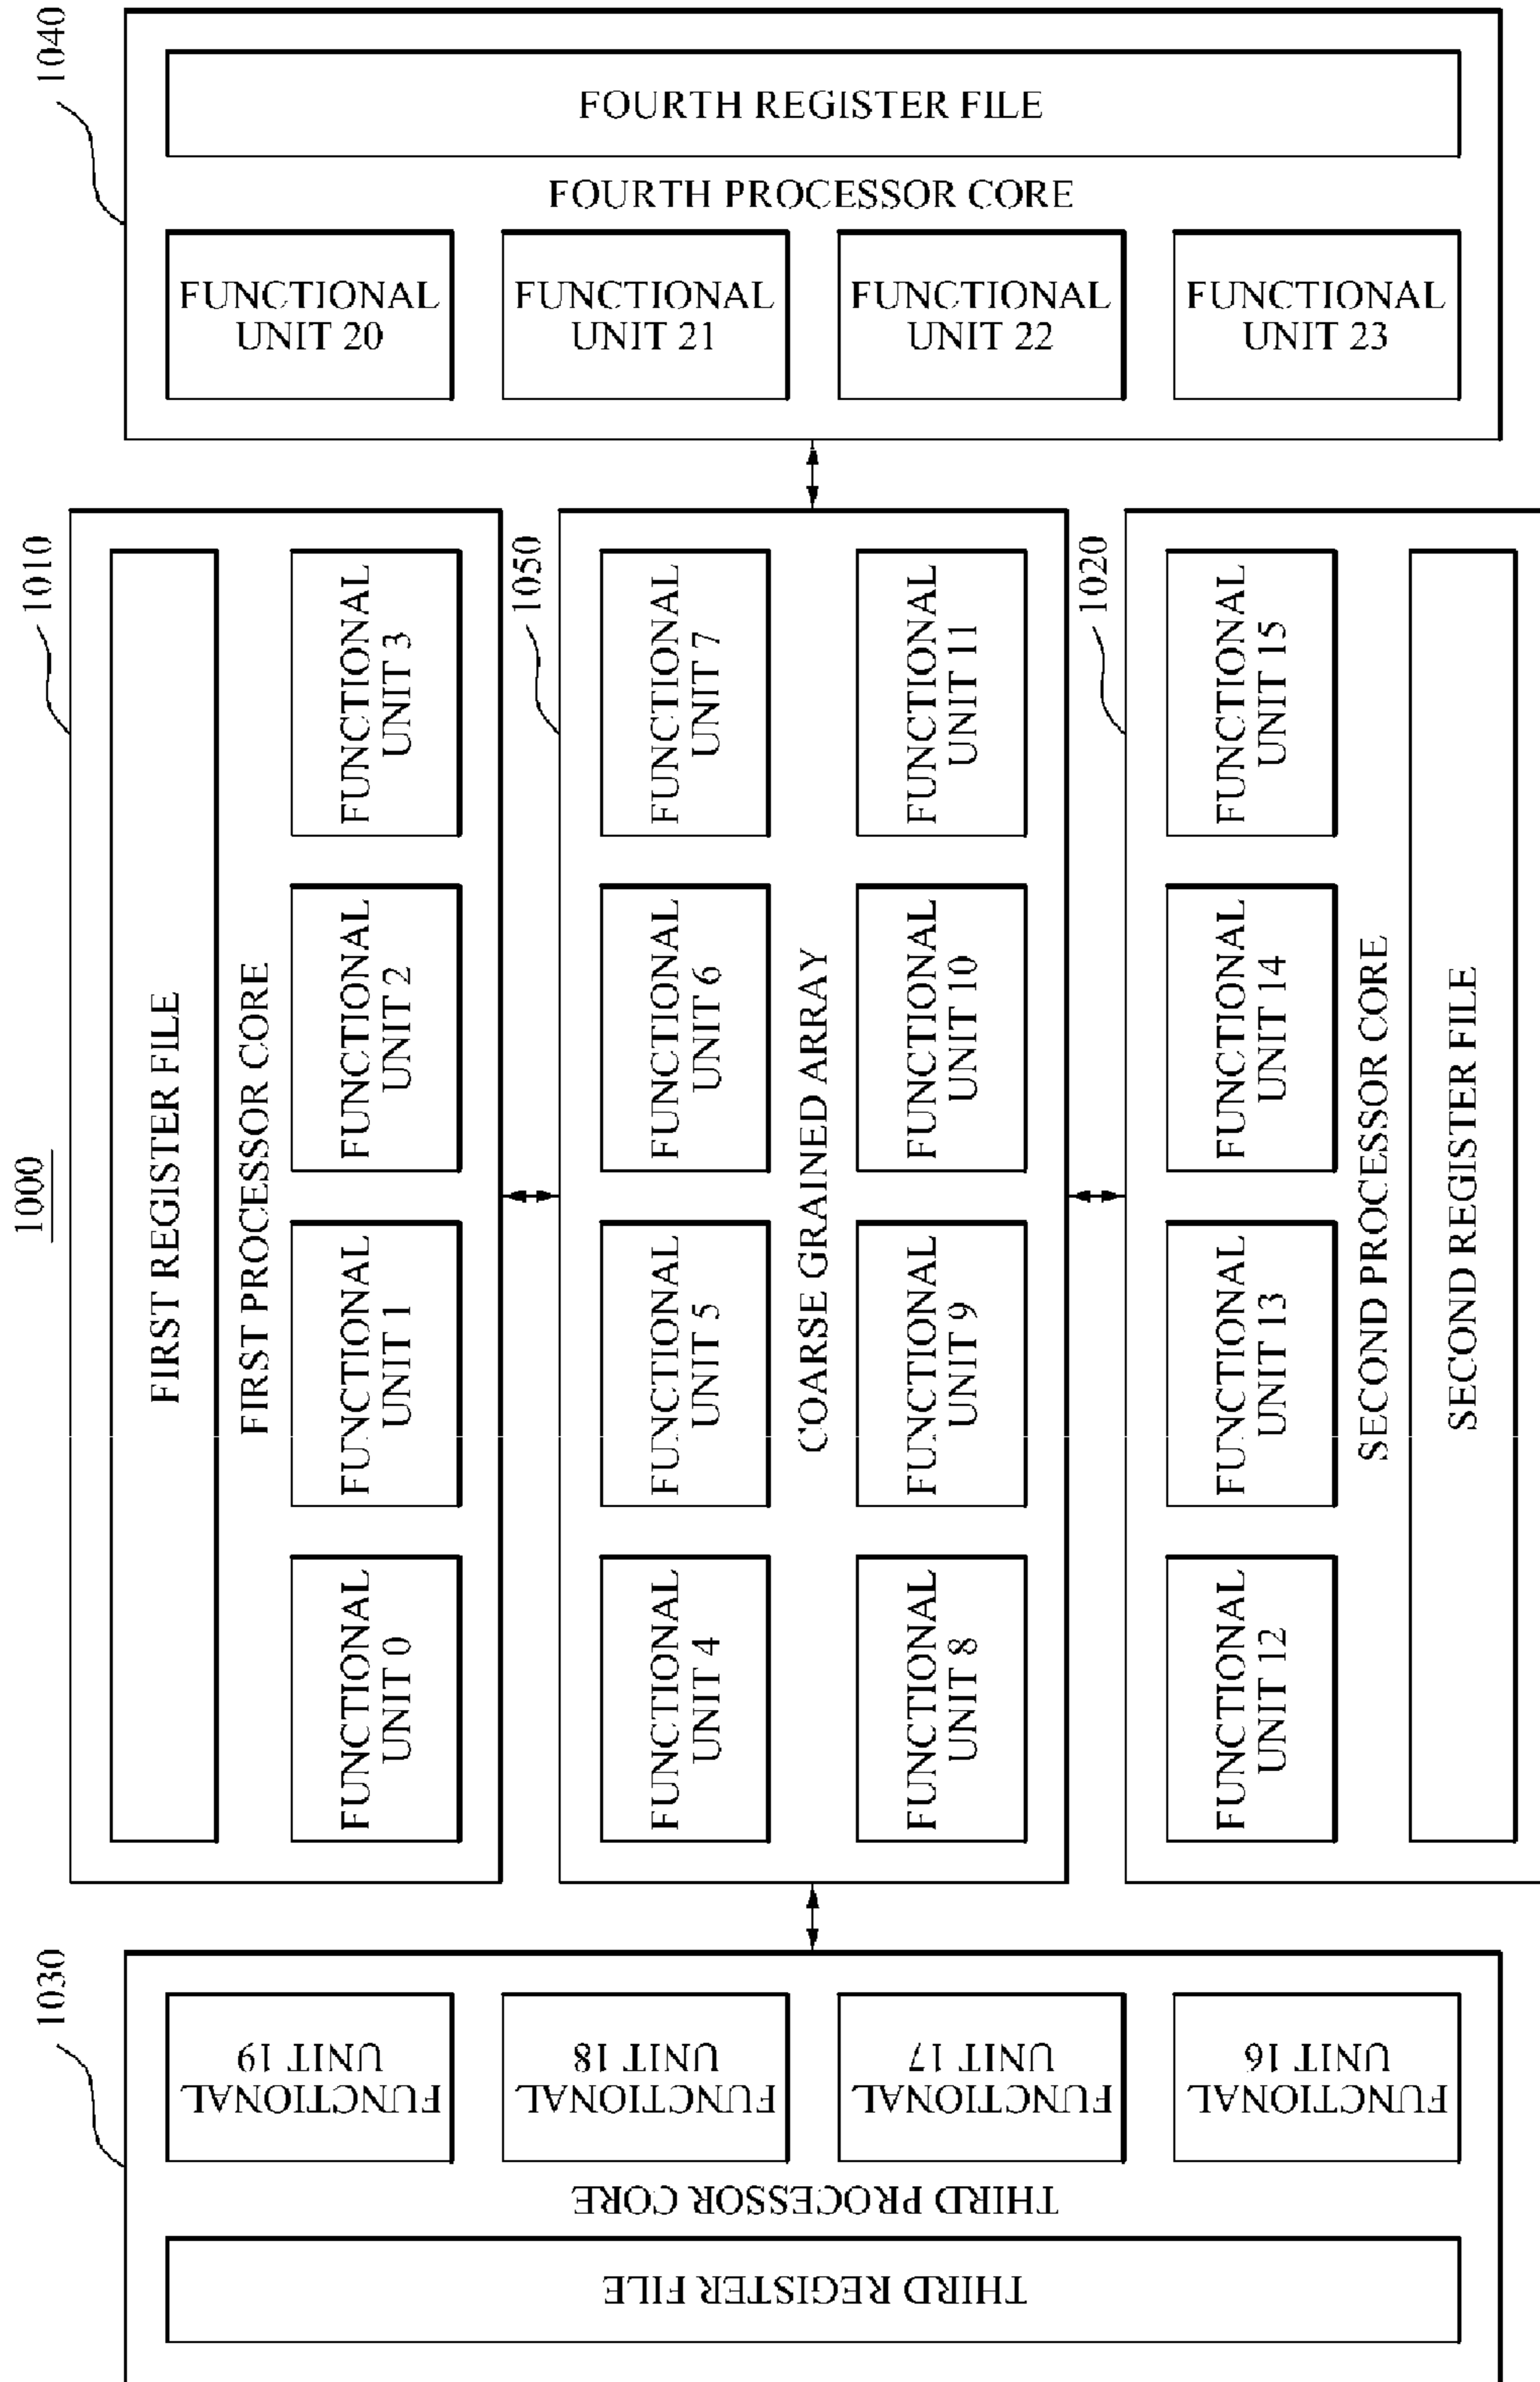 1000
1010
FIRST REGISTER FILE
FIRST PROCESSOR CORE
FUNCTIONAL
UNIT 0
FUNCTIONAL
UNIT 1
FUNCTIONAL
UNIT 2
FUNCTIONAL
UNIT 3
1050
FUNCTIONAL
UNIT 4
FUNCTIONAL
UNIT 5
FUNCTIONAL
UNIT 6
FUNCTIONAL
UNIT 7
COARSE GRAINED ARRAY
FUNCTIONAL
UNIT 8
FUNCTIONAL
UNIT 9
FUNCTIONAL
UNIT 10
FUNCTIONAL
UNIT 11
1020
FUNCTIONAL
UNIT 12
FUNCTIONAL
UNIT 13
FUNCTIONAL
UNIT 14
FUNCTIONAL
UNIT 15
SECOND PROCESSOR CORE
SECOND REGISTER FILE
1030
THIRD REGISTER FILE
THIRD PROCESSOR CORE
FUNCTIONAL
UNIT 16
FUNCTIONAL
UNIT 17
FUNCTIONAL
UNIT 18
FUNCTIONAL
UNIT 19
1040
FOURTH REGISTER FILE
FOURTH PROCESSOR CORE
FUNCTIONAL
UNIT 20
FUNCTIONAL
UNIT 21
FUNCTIONAL
UNIT 22
FUNCTIONAL
UNIT 23